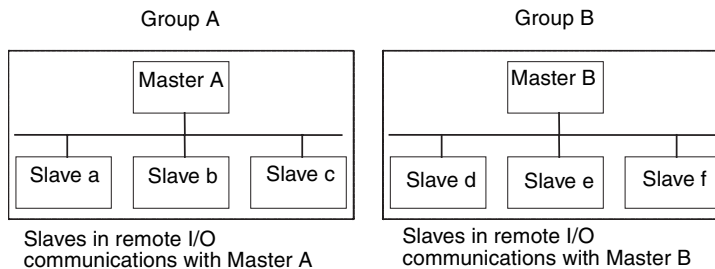 Group A
Group B
Master A
Master B
Slave a
Slave b
Slave c
Slave d
Slave e
Slave f
Slaves in remote I/O
communications with Master A
Slaves in remote I/O
communications with Master B